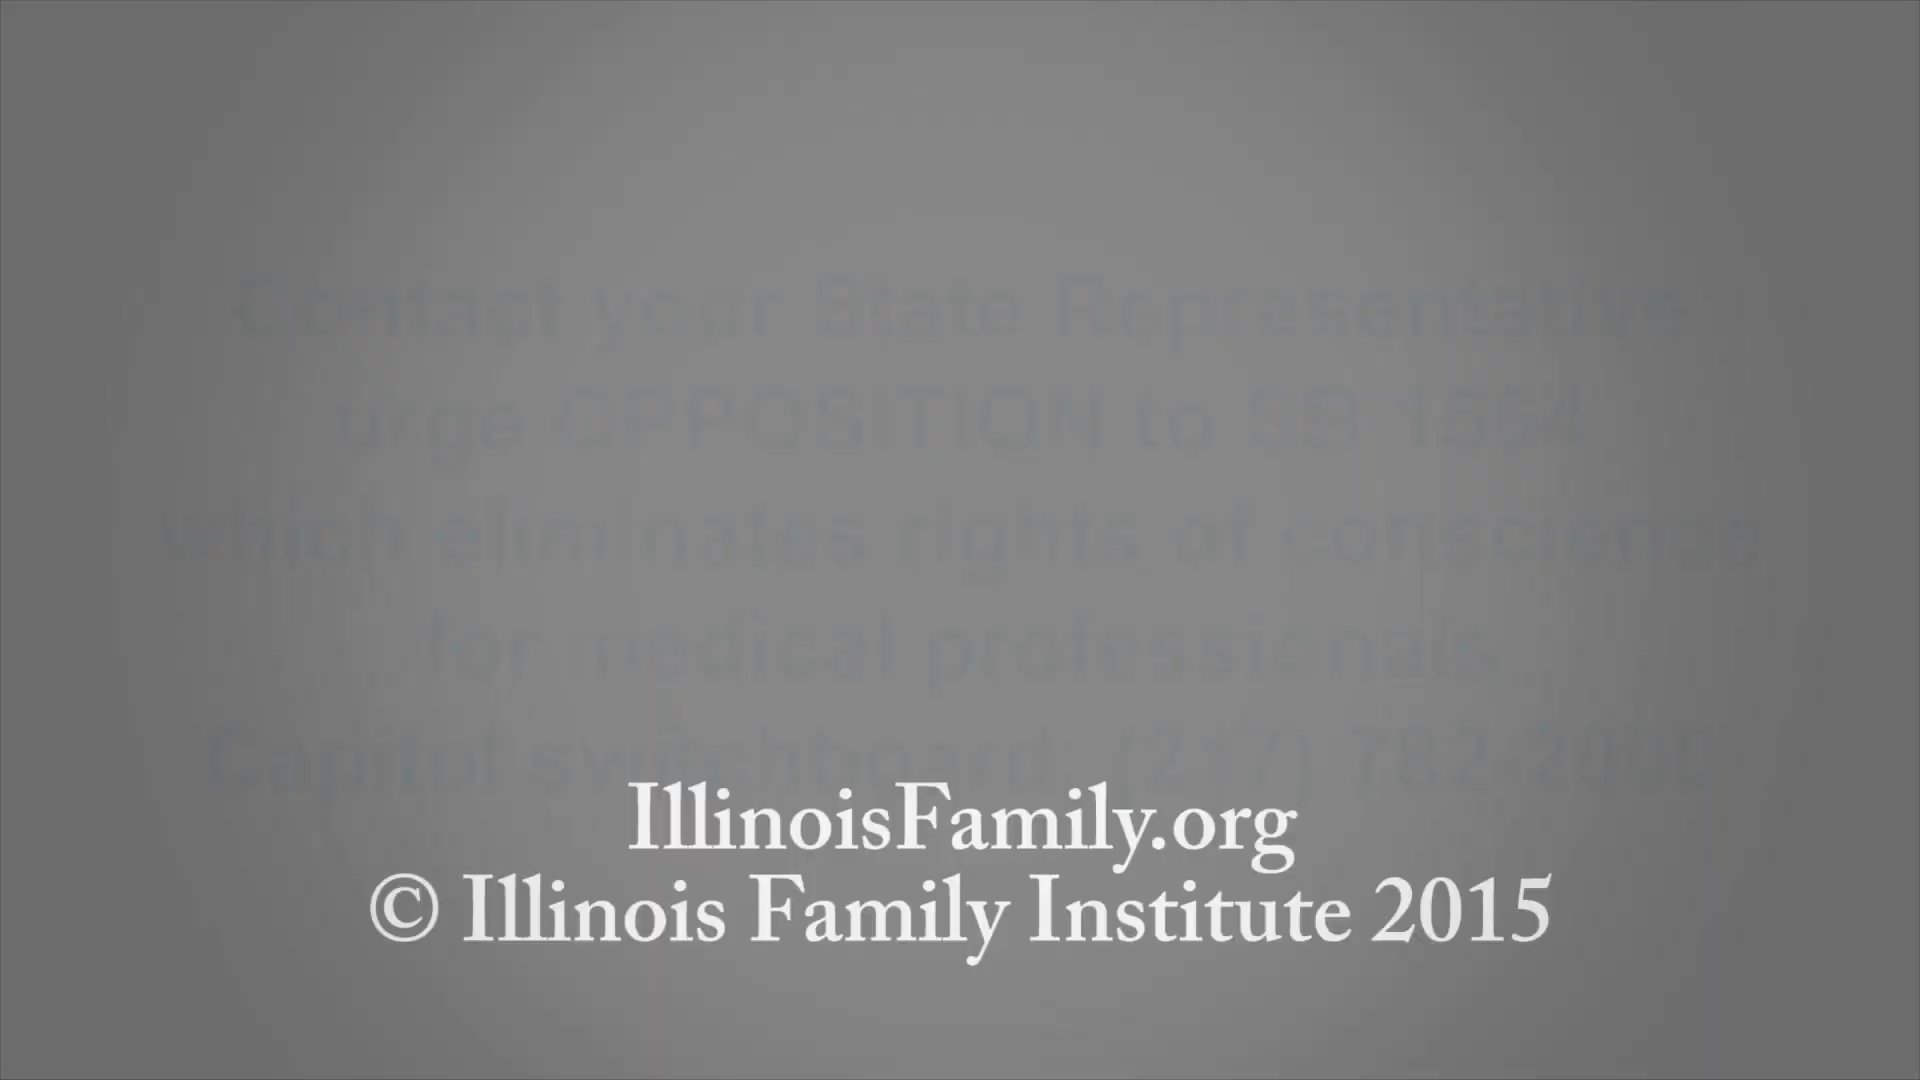 Contact your State Representative
urge OPPOSITION to SB 1564
which eliminates rights of conscience
for medical professionals
Capitol switchboard (217) 782-2000
IllinoisFamily.org
© Illinois Family Institute 2015